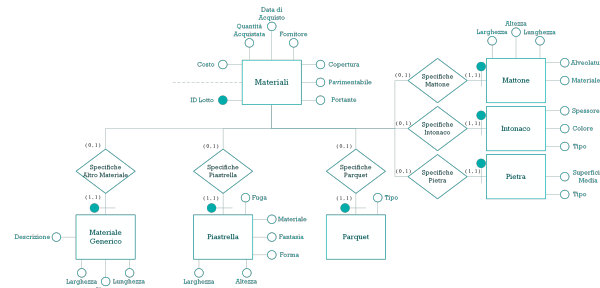 Data di
Acquisto
Quantità
Acquistata
Fornitore
Costo
Copertura
Materiali
Pavimentabile
ID Lotto
Portante
Altezza
Larghezza
Lunghezza
(0,1)
Specifiche
Mattone
(1,1)
Mattone
Alveolatu
Materiale
(0,1)
Specifiche
Intonaco
(1,1)
Intonaco
Spessore
Colore
Tipo
(0,1)
Specifiche
Pietra
(1,1)
Pietra
Superfici
Media
Tipo
(0,1)
(0,1)
(0,1)
Specifiche
Altro Materiale
Specifiche
Piastrella
Specifiche
Parquet
(1,1)
(1,1)
(1,1)
Fuga
Tipo
Descrizione
Materiale
Generico
Piastrella
Materiale
Fantasia
Forma
Parquet
Larghezza
Lunghezza
Larghezza
Altezza